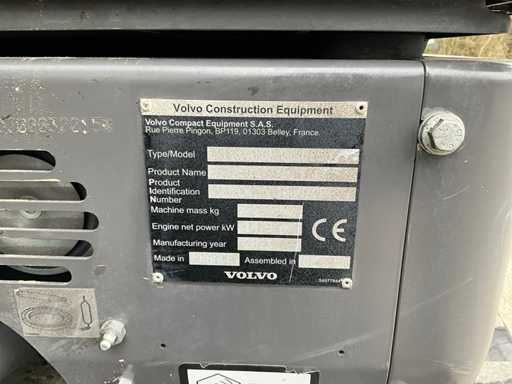 Volvo Construction Equipment
Volvo Compact Equipment S.A.S.
Rue Pierre Pingon, BP119, 01303 Belley, France.
Type/Model
Product Name
Product
Identification
Number
Machine mass kg
Engine net power kW
Manufacturing year
CE
Made in
Assembled in
VOLVO